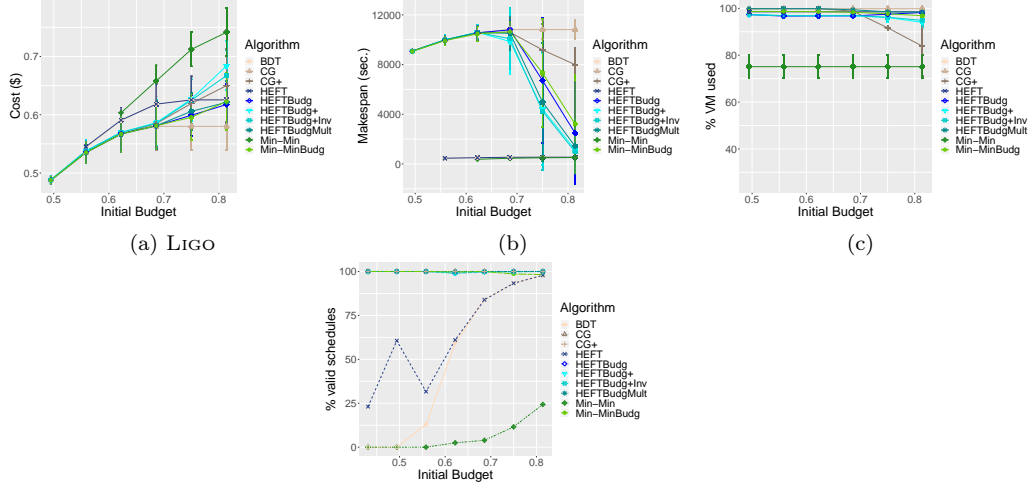 Cost ($)
0.7
0.6
0.5
0.5 0.6 0.7 0.8
Initial Budget
Algorithm
BDT
CG
CG+
HEFT
HEFTBudg
HEFTBudg+
HEFTBudg+Inv
HEFTBudgMult
Min−Min
Min−MinBudg
(a) LIGO
Makespan (sec.)
12000
8000
4000
0
0.5 0.6 0.7 0.8
Initial Budget
Algorithm
BDT
CG
CG+
HEFT
HEFTBudg
HEFTBudg+
HEFTBudg+Inv
HEFTBudgMult
Min−Min
Min−MinBudg
(b)
% VM used
100
80
60
40
0.5 0.6 0.7 0.8
Initial Budget
Algorithm
BDT
CG
CG+
HEFT
HEFTBudg
HEFTBudg+
HEFTBudg+Inv
HEFTBudgMult
Min−Min
Min−MinBudg
(c)
% valid schedules
100
75
50
25
0
0.5 0.6 0.7 0.8
Initial Budget
Algorithm
BDT
CG
CG+
HEFT
HEFTBudg
HEFTBudg+
HEFTBudg+Inv
HEFTBudgMult
Min−Min
Min−MinBudg